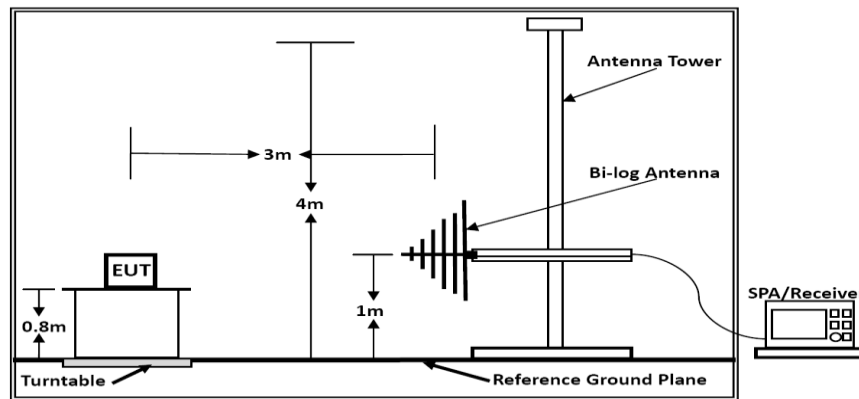 Antenna Tower
3m
Bi-log Antenna
4m
EUT
SPA/Receive
1m
0.8m
Turntable
Reference Ground Plane